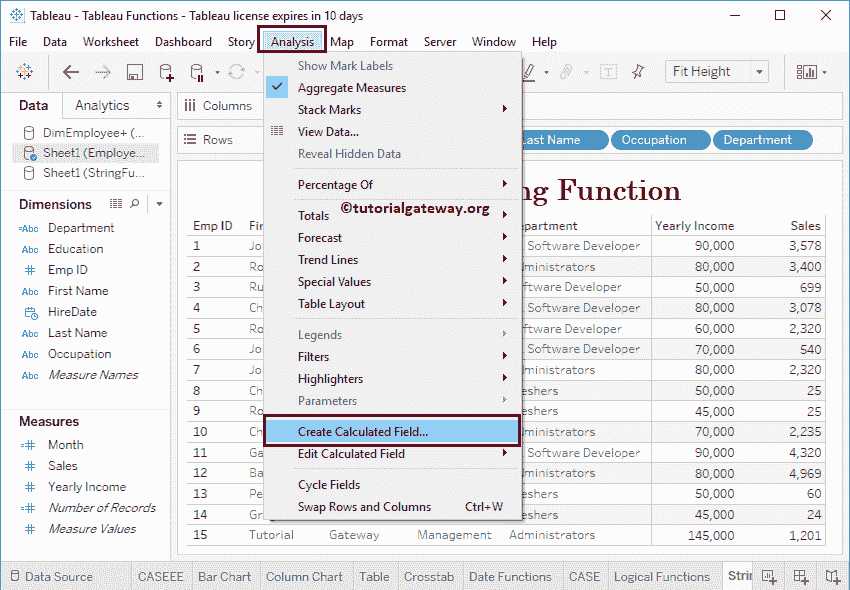 Tableau - Tableau Functions - Tableau license expires in 10 days
File Data Worksheet Dashboard Story Analysis Map Format Server Window Help
Fit Height
Data Analytics
DimEmployee+ (...
Sheet1 (Employe...
Sheet1 (StringFu...
Dimensions
=Abc Department
Abc Education
Emp ID
Abc First Name
HireDate
Abc Last Name
Abc Occupation
Abc Measure Names
Measures
Month
Sales
Yearly Income
Number of Records
Measure Values
Columns
Rows
Last Name Occupation Department
Show Mark Labels
Aggregate Measures
Stack Marks
View Data...
Reveal Hidden Data
Percentage Of
Totals
Forecast
Trend Lines
Special Values
Table Layout
Legends
Filters
Highlighters
Parameters
Create Calculated Field...
Edit Calculated Field
Cycle Fields
Swap Rows and Columns Ctrl+W
©tutorialgateway.org
ng Function
Emp ID Fir partment Yearly Income Sales
1 Jo Software Developer 90,000 3,578
2 Ro ministrators 80,000 3,400
3 Ru ftware Developer 50,000 699
4 Ch Software Developer 80,000 3,078
5 Ro ftware Developer 60,000 2,320
6 Jo Software Developer 70,000 540
7 Jo ministrators 80,000 2,320
8 Ch eshers 50,000 25
9 Ro eshers 45,000 25
10 Ch ministrators 70,000 2,235
11 Ga Software Developer 90,000 4,320
12 Ba ministrators 80,000 4,969
13 Pe eshers 50,000 60
14 Gr eshers 45,000 24
15 Tutorial Gateway Management Administrators 145,000 1,201
Data Source CASEEE Bar Chart Column Chart Table Crosstab Date Functions CASE Logical Functions Strin